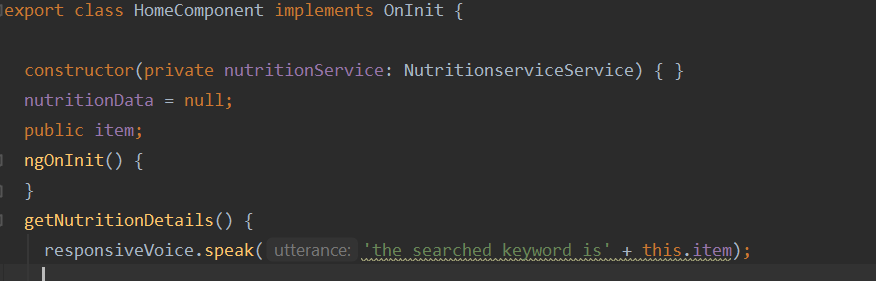 export class HomeComponent implements OnInit {
constructor(private nutritionService: NutritionserviceService) { }
nutritionData = null;
public item;
ngOnInit() {
}
getNutritionDetails() {
responsiveVoice.speak( utterance: 'the searched keyword is' + this.item);